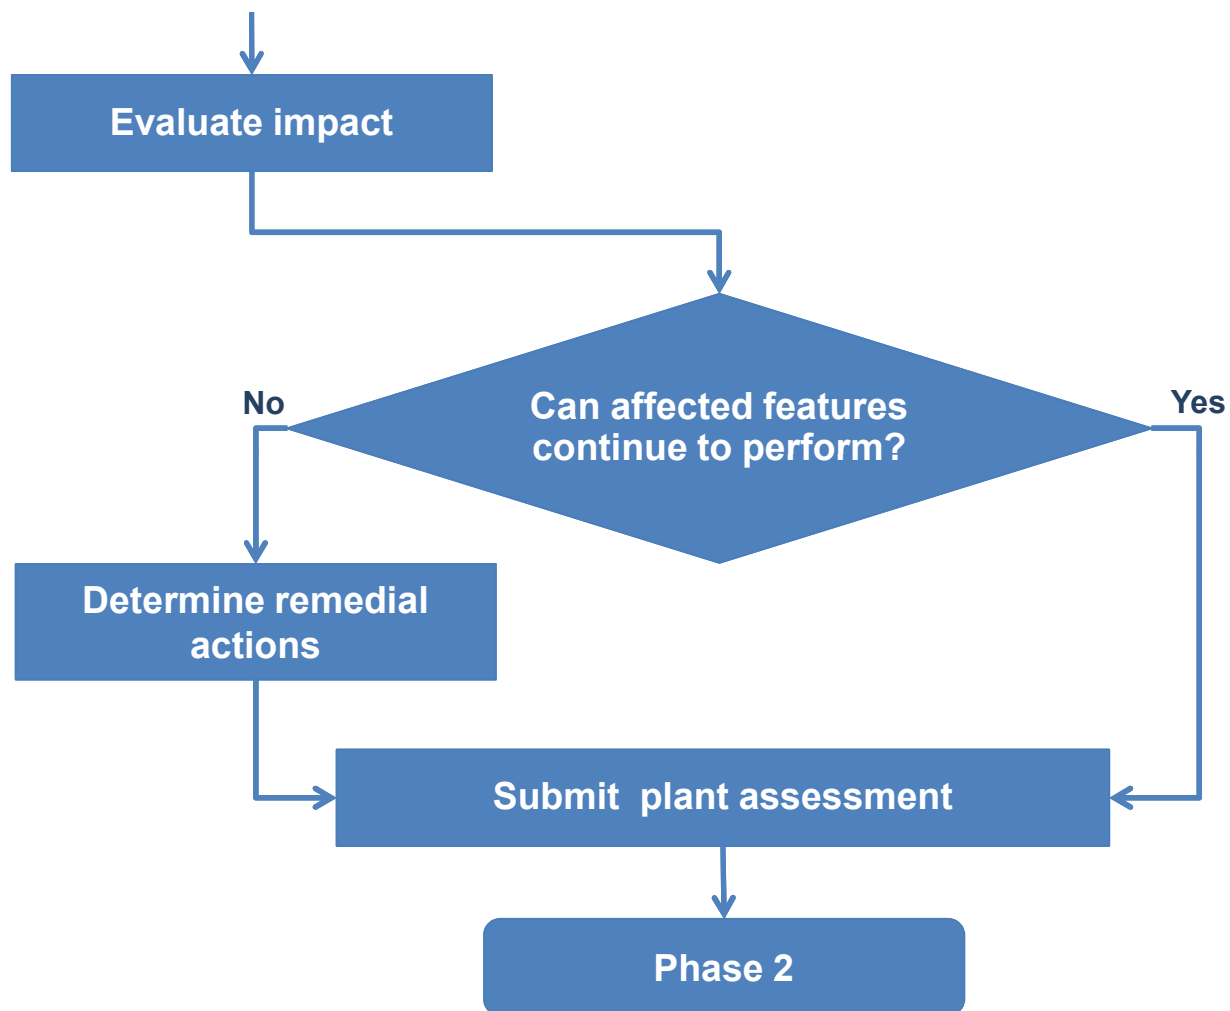 Evaluate impact
Can affected features
continue to perform?
No
Yes
Determine remedial
actions
Submit  plant assessment
Phase 2